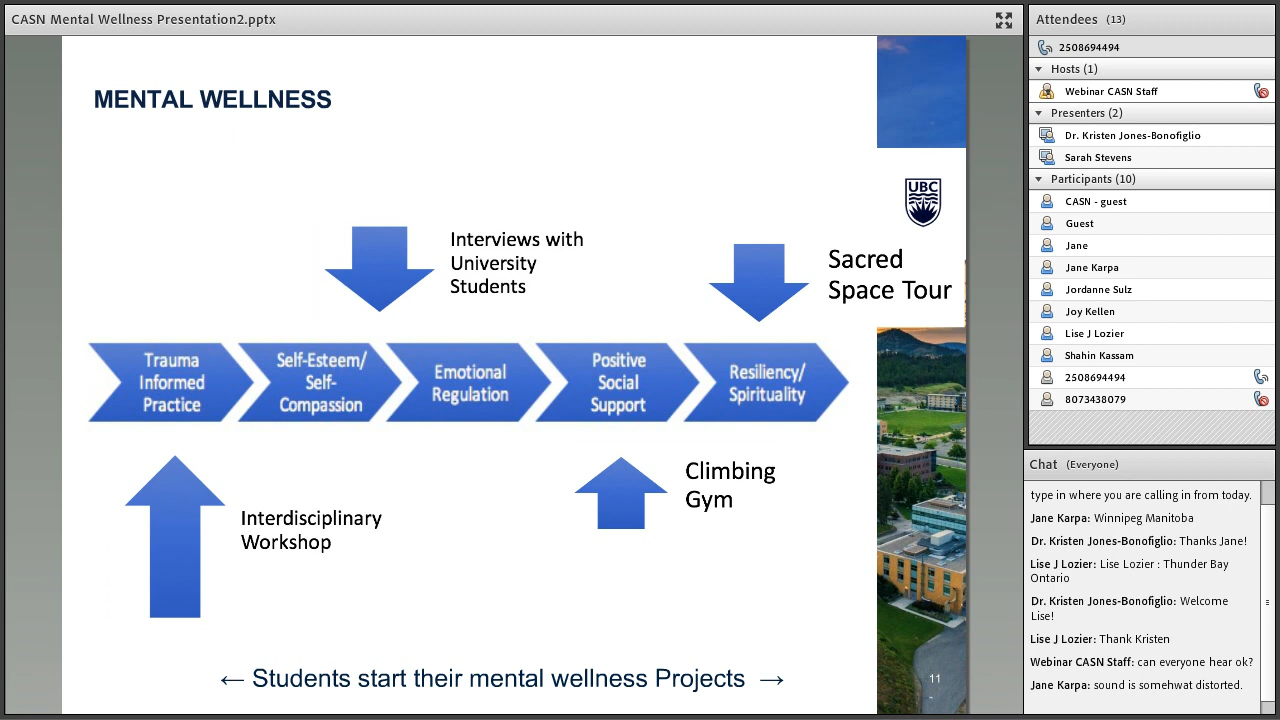 CASN Mental Wellness Presentation2.pptx
MENTAL WELLNESS
UBC
Interviews with
University
Students
Sacred
Space Tour
Trauma
Informed
Practice
Self-Esteem/
Self-
Compassion
Emotional
Regulation
Positive
Social
Support
Resiliency/
Spirituality
Interdisciplinary
Workshop
Climbing
Gym
← Students start their mental wellness Projects →
11
-
Attendees (13)
2508694494
Hosts (1)
Webinar CASN Staff
Presenters (2)
Dr. Kristen Jones-Bonofiglio
Sarah Stevens
Participants (10)
CASN - guest
Guest
Jane
Jane Karpa
Jordanne Sulz
Joy Kellen
Lise J Lozier
Shahin Kassam
2508694494
8073438079
Chat (Everyone)
type in where you are calling in from today.
Jane Karpa: Winnipeg Manitoba
Dr. Kristen Jones-Bonofiglio: Thanks Jane!
Lise J Lozier: Lise Lozier : Thunder Bay
Ontario
Dr. Kristen Jones-Bonofiglio: Welcome
Lise!
Lise J Lozier: Thank Kristen
Webinar CASN Staff: can everyone hear ok?
Jane Karpa: sound is somehwat distorted.